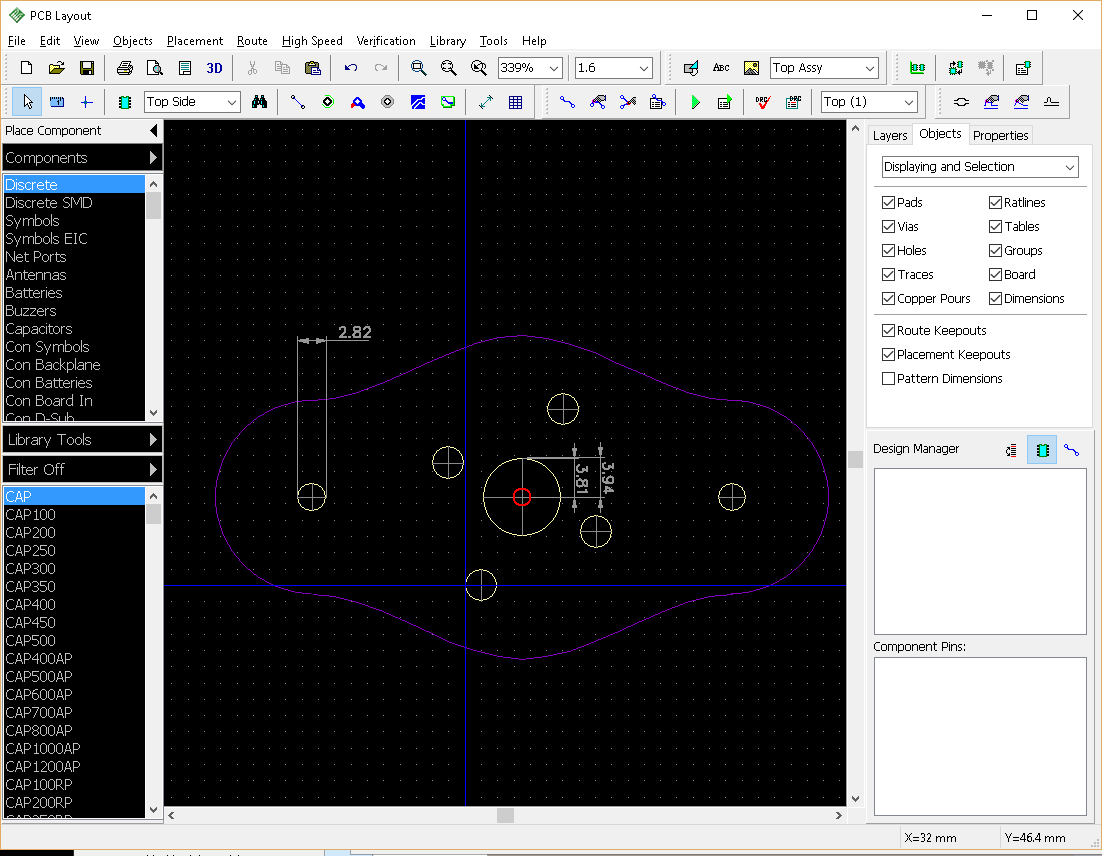 PCB Layout
File Edit View Objects Placement Route High Speed Verification Library Tools Help
3D 339% 1.6 ABC Top Assy
Top Side DRC DRC Top (1)
Place Component
Components
Discrete
Discrete SMD
Symbols
Symbols EIC
Net Ports
Antennas
Batteries
Buzzers
Capacitors
Con Symbols
Con Backplane
Con Batteries
Con Board In
Con D-Sub
Library Tools
Filter Off
CAP
CAP100
CAP200
CAP250
CAP300
CAP350
CAP400
CAP450
CAP500
CAP400AP
CAP500AP
CAP600AP
CAP700AP
CAP800AP
CAP1000AP
CAP1200AP
CAP100RP
CAP200RP
CAP250RP
2.82
3.81
3.94
Layers Objects Properties
Displaying and Selection
Pads Ratlines
Vias Tables
Holes Groups
Traces Board
Copper Pours Dimensions
Route Keepouts
Placement Keepouts
Pattern Dimensions
Design Manager
Component Pins:
X=32 mm Y=46.4 mm